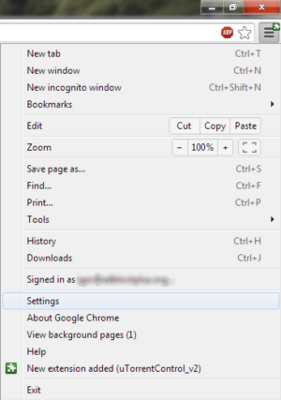 ABP
New tab Ctrl+T
New window Ctrl+N
New incognito window Ctrl+Shift+N
Bookmarks
Edit Cut Copy Paste
Zoom − 100% +
Save page as... Ctrl+S
Find... Ctrl+F
Print... Ctrl+P
Tools
History Ctrl+H
Downloads Ctrl+J
Signed in as
Settings
About Google Chrome
View background pages (1)
Help
New extension added (uTorrentControl_v2)
Exit